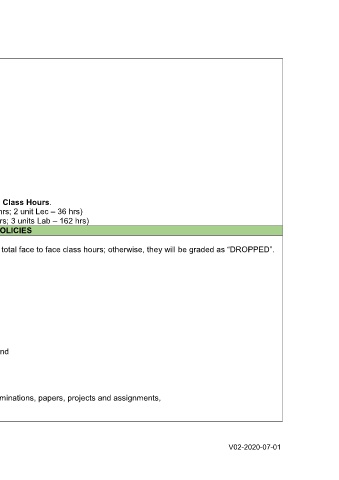 Class Hours.
hrs; 2 unit Lec – 36 hrs)
rs; 3 units Lab – 162 hrs)
OLICIES
total face to face class hours; otherwise, they will be graded as “DROPPED”.
nd
minations, papers, projects and assignments,
V02-2020-07-01